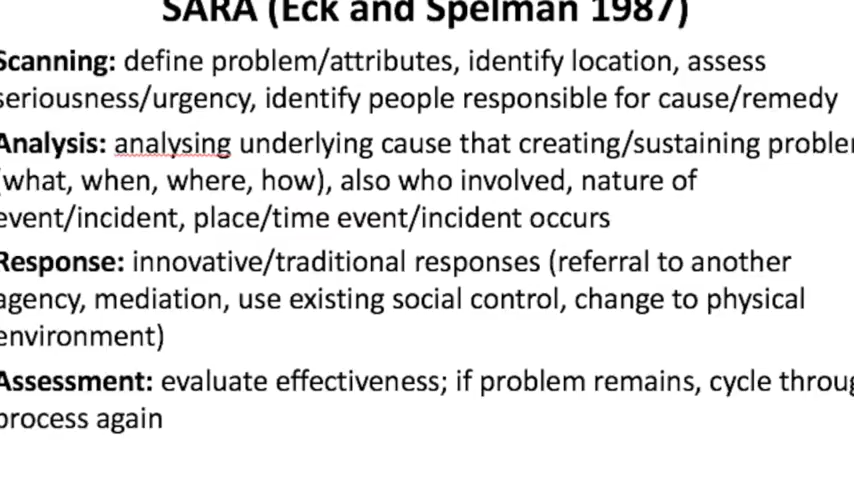 SARA (Eck and Spelman 1987)
Scanning: define problem/attributes, identify location, assess
seriousness/urgency, identify people responsible for cause/remedy
Analysis: analysing underlying cause that creating/sustaining problem
(what, when, where, how), also who involved, nature of
event/incident, place/time event/incident occurs
Response: innovative/traditional responses (referral to another
agency, mediation, use existing social control, change to physical
environment)
Assessment: evaluate effectiveness; if problem remains, cycle through
process again